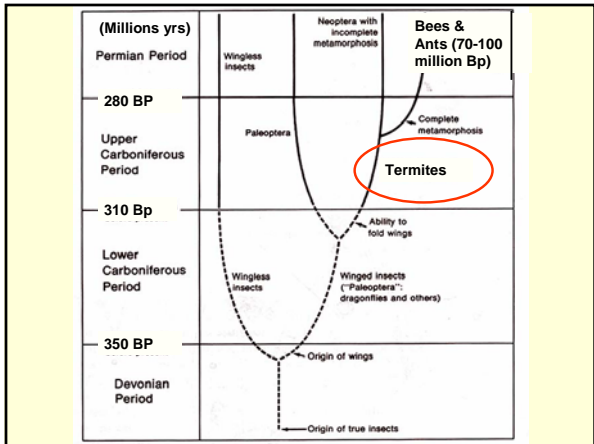 (Millions yrs)
Permian Period
Wingless
insects
Neoptera with
incomplete
metamorphosis
Bees &
Ants (70-100
million Bp)
280 BP
Upper
Carboniferous
Period
Paleoptera
Complete
metamorphosis
Termites
310 Bp
Ability to
fold wings
Lower
Carboniferous
Period
Wingless
insects
Winged insects
("Paleoptera":
dragonflies and others)
350 BP
Origin of wings
Devonian
Period
Origin of true insects